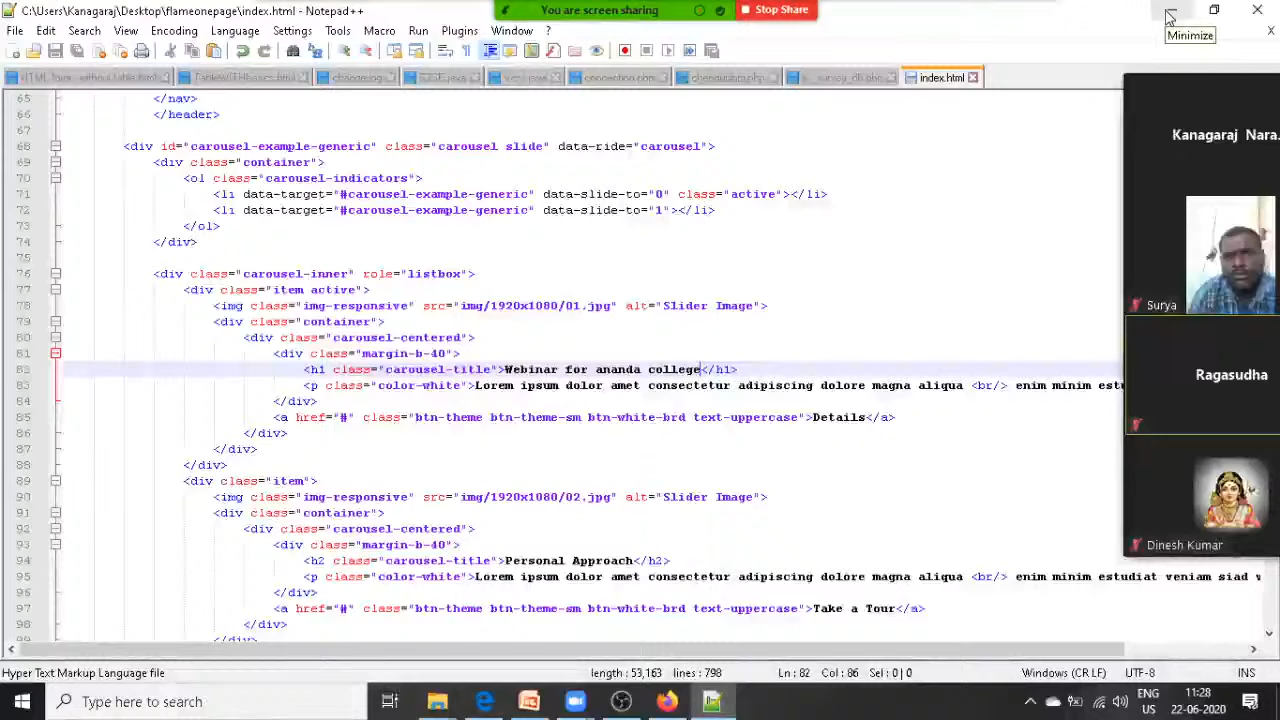 C:\Users\Kanagaraj\Desktop\flameonepage\index.html - Notepad++
You are screen sharing
Stop Share
File Edit Search View Encoding Language Settings Tools Macro Run Plugins Window ?
X
Minimize
index.html
65 </nav>
66 </header>
67
68 <div id="carousel-example-generic" class="carousel slide" data-ride="carousel">
69 <div class="container">
70 <ol class="carousel-indicators">
71 <li data-target="#carousel-example-generic" data-slide-to="0" class="active"></li>
72 <li data-target="#carousel-example-generic" data-slide-to="1"></li>
73 </ol>
74 </div>
75
76 <div class="carousel-inner" role="listbox">
77 <div class="item active">
78 <img class="img-responsive" src="img/1920x1080/01.jpg" alt="Slider Image">
79 <div class="container">
80 <div class="carousel-centered">
81 <div class="margin-b-40">
82 <h1 class="carousel-title">Webinar for ananda college</h1>
83 <p class="color-white">Lorem ipsum dolor amet consectetur adipiscing dolore magna aliqua <br/> enim minim estu
84 </div>
85 <a href="#" class="btn-theme btn-theme-sm btn-white-brd text-uppercase">Details</a>
86 </div>
87 </div>
88 </div>
89 <div class="item">
90 <img class="img-responsive" src="img/1920x1080/02.jpg" alt="Slider Image">
91 <div class="container">
92 <div class="carousel-centered">
93 <div class="margin-b-40">
94 <h2 class="carousel-title">Personal Approach</h2>
95 <p class="color-white">Lorem ipsum dolor amet consectetur adipiscing dolore magna aliqua <br/> enim minim estudiat veniam siad v
96 </div>
97 <a href="#" class="btn-theme btn-theme-sm btn-white-brd text-uppercase">Take a Tour</a>
98 </div>
99 </div>
Kanagaraj Nara...
Surya
Ragasudha
Dinesh Kumar
Hyper Text Markup Language file length : 53,163 lines : 798 Ln : 82 Col : 86 Sel : 0 | 0 Windows (CR LF) UTF-8 INS
Type here to search
ENG
US
11:28
22-06-2020